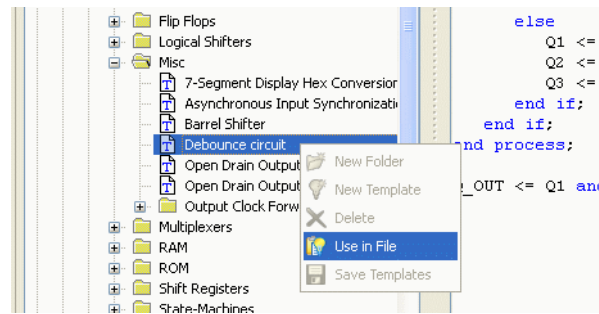 Flip Flops
Logical Shifters
Misc
7-Segment Display Hex Conversion
Asynchronous Input Synchronizati
Barrel Shifter
Debounce circuit
Open Drain Output
Open Drain Output
Output Clock Forw
Multiplexers
RAM
ROM
Shift Registers
State-Machines
New Folder
New Template
Delete
Use in File
Save Templates
else
Q1 <=
Q2 <=
Q3 <=
end if;
end if;
end process;
_OUT <= Q1 and